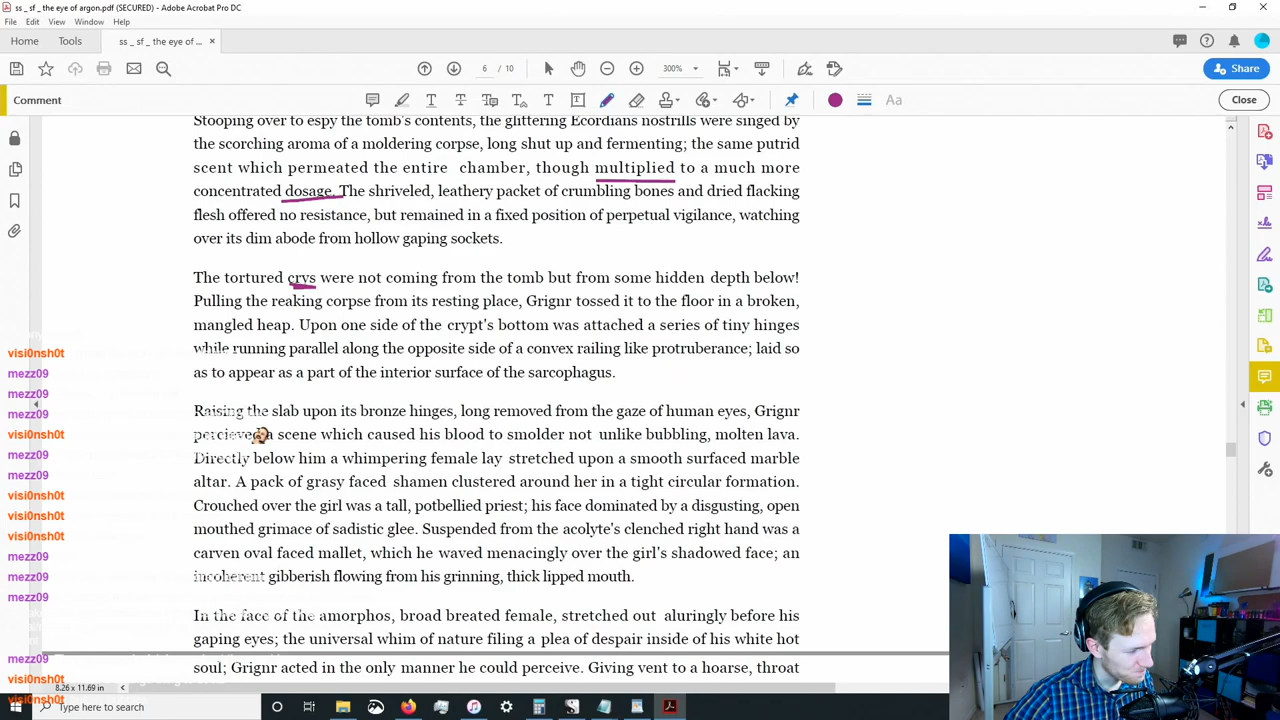 ss _ sf _ the eye of argon.pdf (SECURED) - Adobe Acrobat Pro DC
File Edit View Window Help
Home Tools ss _ sf _ the eye of ... × Share
6 / 10 300%
Comment Aa Close
Stooping over to espy the tomb's contents, the glittering Ecordians nostrils were singed by
the scorching aroma of a moldering corpse, long shut up and fermenting; the same putrid
scent which permeated the entire chamber, though multiplied to a much more
concentrated dosage. The shriveled, leathery packet of crumbling bones and dried flacking
flesh offered no resistance, but remained in a fixed position of perpetual vigilance, watching
over its dim abode from hollow gaping sockets.
The tortured crys were not coming from the tomb but from some hidden depth below!
Pulling the reaking corpse from its resting place, Grignr tossed it to the floor in a broken,
mangled heap. Upon one side of the crypt's bottom was attached a series of tiny hinges
while running parallel along the opposite side of a convex railing like protruberance; laid so
as to appear as a part of the interior surface of the sarcophagus.
Raising the slab upon its bronze hinges, long removed from the gaze of human eyes, Grignr
a scene which caused his blood to smolder not unlike bubbling, molten lava.
Directly below him a whimpering female lay stretched upon a smooth surfaced marble
altar. A pack of grasy faced shamen clustered around her in a tight circular formation.
Crouched over the girl was a tall, potbellied priest; his face dominated by a disgusting, open
mouthed grimace of sadistic glee. Suspended from the acolyte's clenched right hand was a
carven oval faced mallet, which he waved menacingly over the girl's shadowed face; an
incoherent gibberish flowing from his grinning, thick lipped mouth.
In the face of the amorphos, broad breated female, stretched out aluringly before his
gaping eyes; the universal whim of nature filing a plea of despair inside of his white hot
soul; Grignr acted in the only manner he could perceive. Giving vent to a hoarse, throat
visi0nsh0t
mezz09
mezz09
mezz09
visi0nsh0t
mezz09
mezz09
visi0nsh0t
visi0nsh0t
visi0nsh0t
mezz09
mezz09
mezz09
mezz09
visi0nsh0t
visi0nsh0t
8.26 x 11.69 in
Type here to search